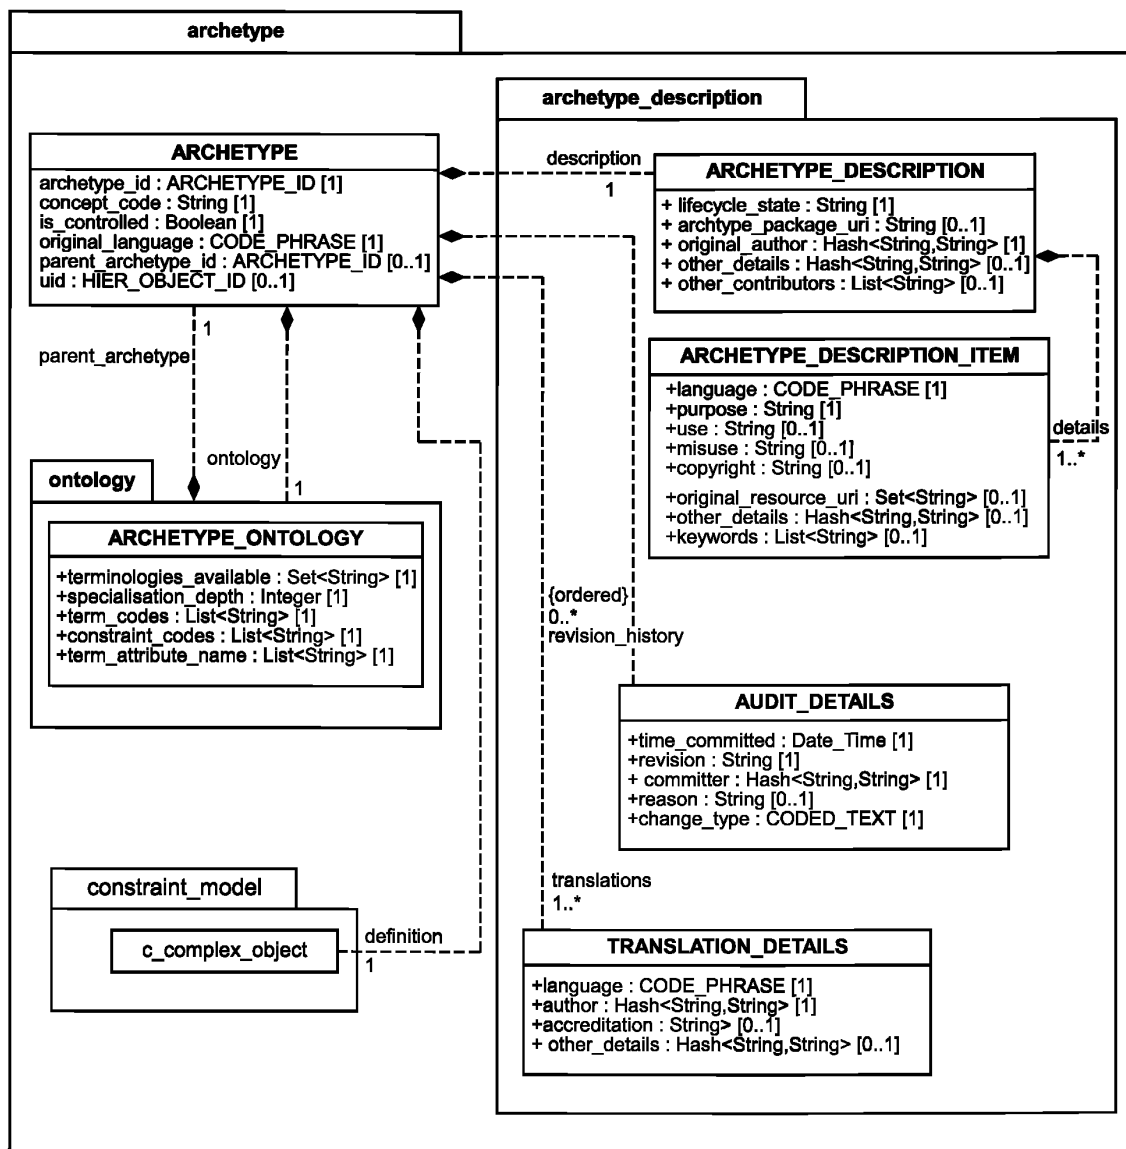 archetype
archetype_description
ARCHETYPE
archetype_id : ARCHETYPE_ID [1]
concept_code : String [1]
is_controlled : Boolean [1]
original_language : CODE_PHRASE [1]
parent_archetype_id : ARCHETYPE_ID [0..1]
uid : HIER_OBJECT_ID [0..1]
description
1
ARCHETYPE_DESCRIPTION
+ lifecycle_state : String [1]
+ archtype_package_uri : String [0..1]
+ original_author : Hash<String,String> [1]
+ other_details : Hash<String,String> [0..1]
+ other_contributors : List<String> [0..1]
1
parent_archetype
ARCHETYPE_DESCRIPTION_ITEM
+language : CODE_PHRASE [1]
+purpose : String [1]
+use : String [0..1]
+misuse : String [0..1]
+copyright : String [0..1]
+original_resource_uri : Set<String> [0..1]
+other_details : Hash<String,String> [0..1]
+keywords : List<String> [0..1]
details
1..*
ontology
1
ontology
ARCHETYPE_ONTOLOGY
+terminologies_available : Set<String> [1]
+specialisation_depth : Integer [1]
+term_codes : List<String> [1]
+constraint_codes : List<String> [1]
+term_attribute_name : List<String> [1]
{ordered}
0..*
revision_history
AUDIT_DETAILS
+time_committed : Date_Time [1]
+revision : String [1]
+ committer : Hash<String,String> [1]
+reason : String [0..1]
+change_type : CODED_TEXT [1]
constraint_model
c_complex_object
definition
1
translations
1..*
TRANSLATION_DETAILS
+language : CODE_PHRASE [1]
+author : Hash<String,String> [1]
+accreditation : String> [0..1]
+ other_details : Hash<String,String> [0..1]